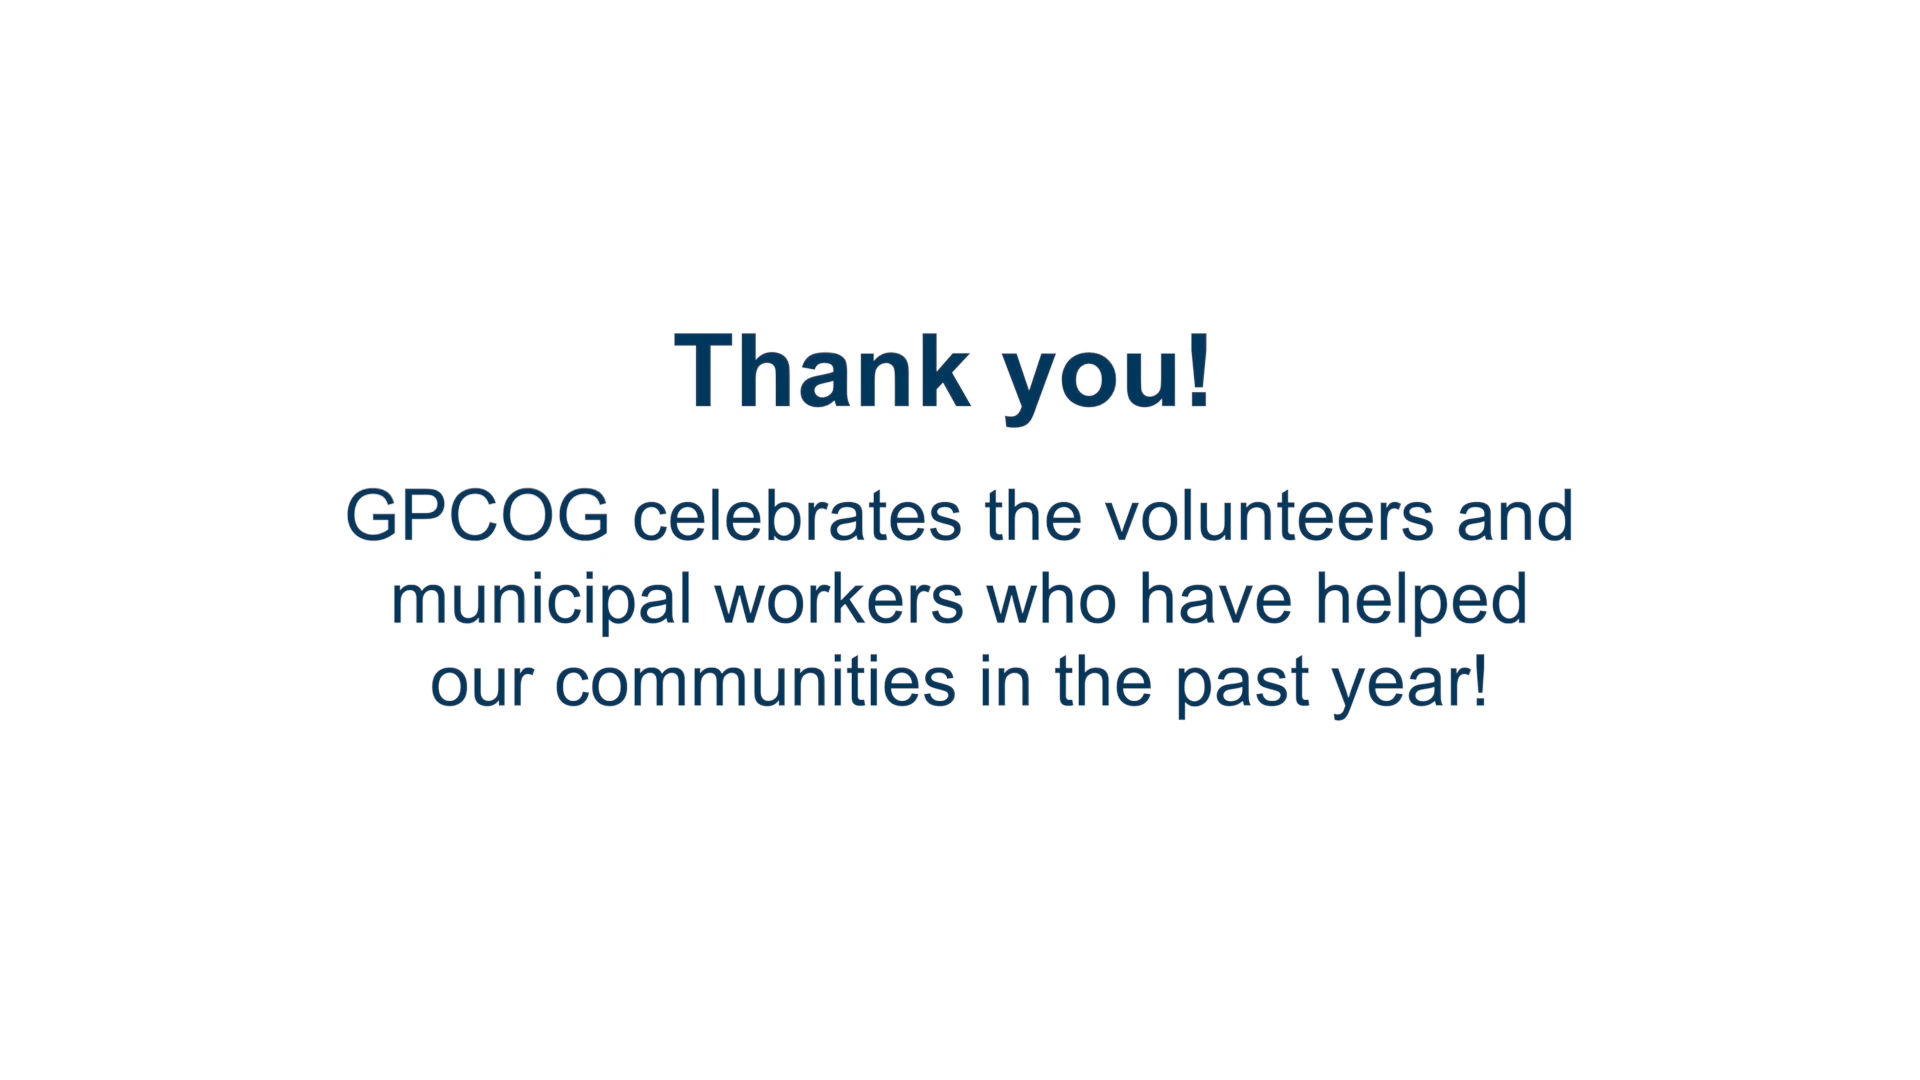 Thank you!
GPCOG celebrates the volunteers and
municipal workers who have helped
our communities in the past year!